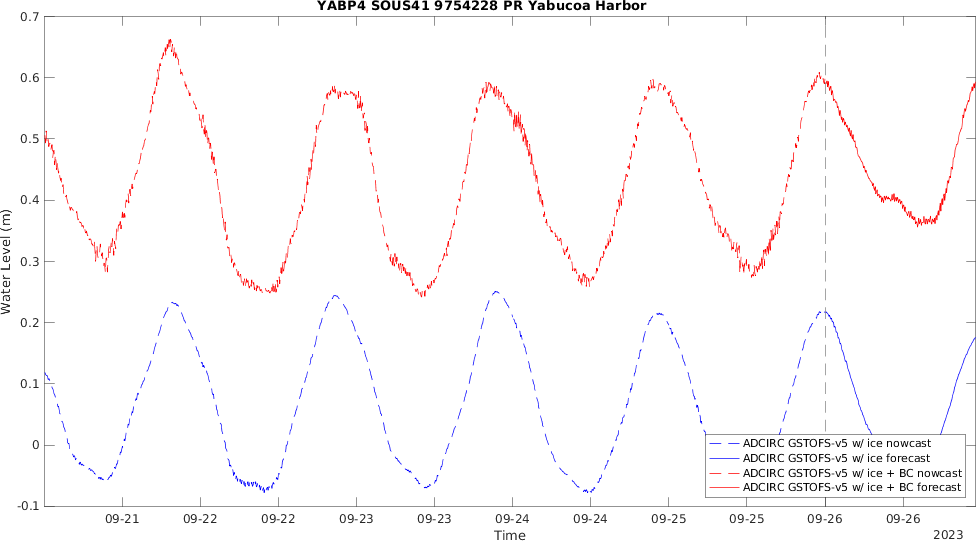 YABP4 SOUS41 9754228 PR Yabucoa Harbor
0.7
0.6
0.5
0.4
0.3
0.2
0.1
0
-0.1
Water Level (m)
ADCIRC GSTOFS-v5 w/ ice nowcast
ADCIRC GSTOFS-v5 w/ ice forecast
ADCIRC GSTOFS-v5 w/ ice + BC nowcast
ADCIRC GSTOFS-v5 w/ ice + BC forecast
09-21 09-22 09-22 09-23 09-23 09-24 09-24 09-25 09-25 09-26 09-26
Time
2023